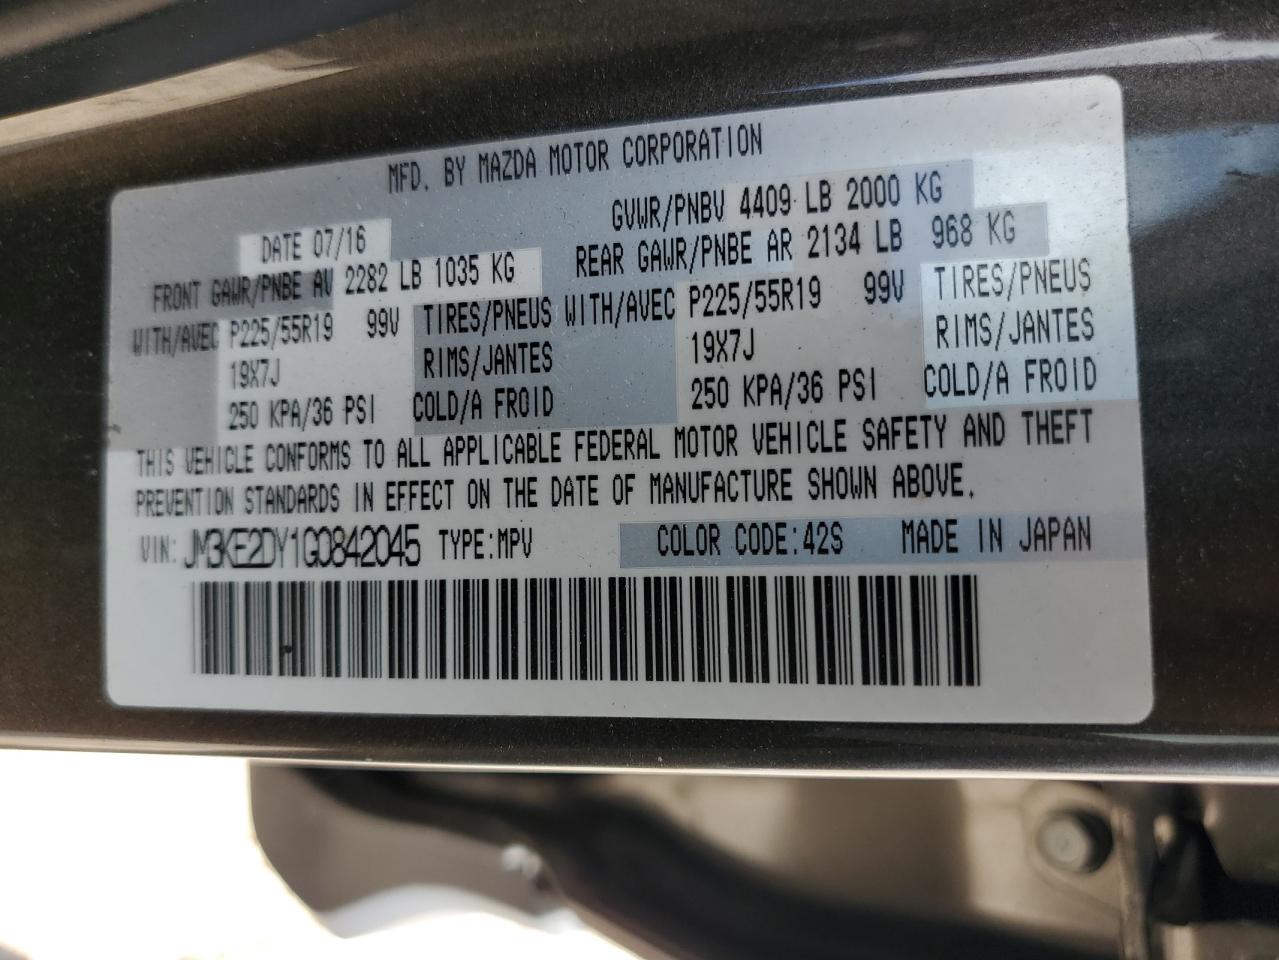 MFD. BY MAZDA MOTOR CORPORATION
DATE 07/16 GVWR/PNBV 4409 LB 2000 KG
FRONT GAWR/PNBE AV 2282 LB 1035 KG REAR GAWR/PNBE AR 2134 LB 968 KG
WITH/AVEC P225/55R19 99V TIRES/PNEUS WITH/AVEC P225/55R19 99V TIRES/PNEUS
19X7J RIMS/JANTES 19X7J RIMS/JANTES
250 KPA/36 PSI COLD/A FROID 250 KPA/36 PSI COLD/A FROID
THIS VEHICLE CONFORMS TO ALL APPLICABLE FEDERAL MOTOR VEHICLE SAFETY AND THEFT
PREVENTION STANDARDS IN EFFECT ON THE DATE OF MANUFACTURE SHOWN ABOVE.
VIN: JM3KE2DY1G0842045 TYPE:MPV COLOR CODE:42S MADE IN JAPAN